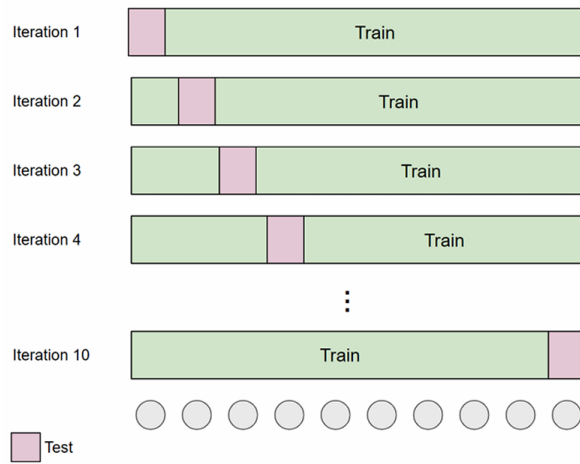 Iteration 1
Train
Iteration 2
Train
Iteration 3
Train
Iteration 4
Train
⋮
Iteration 10
Train
Test